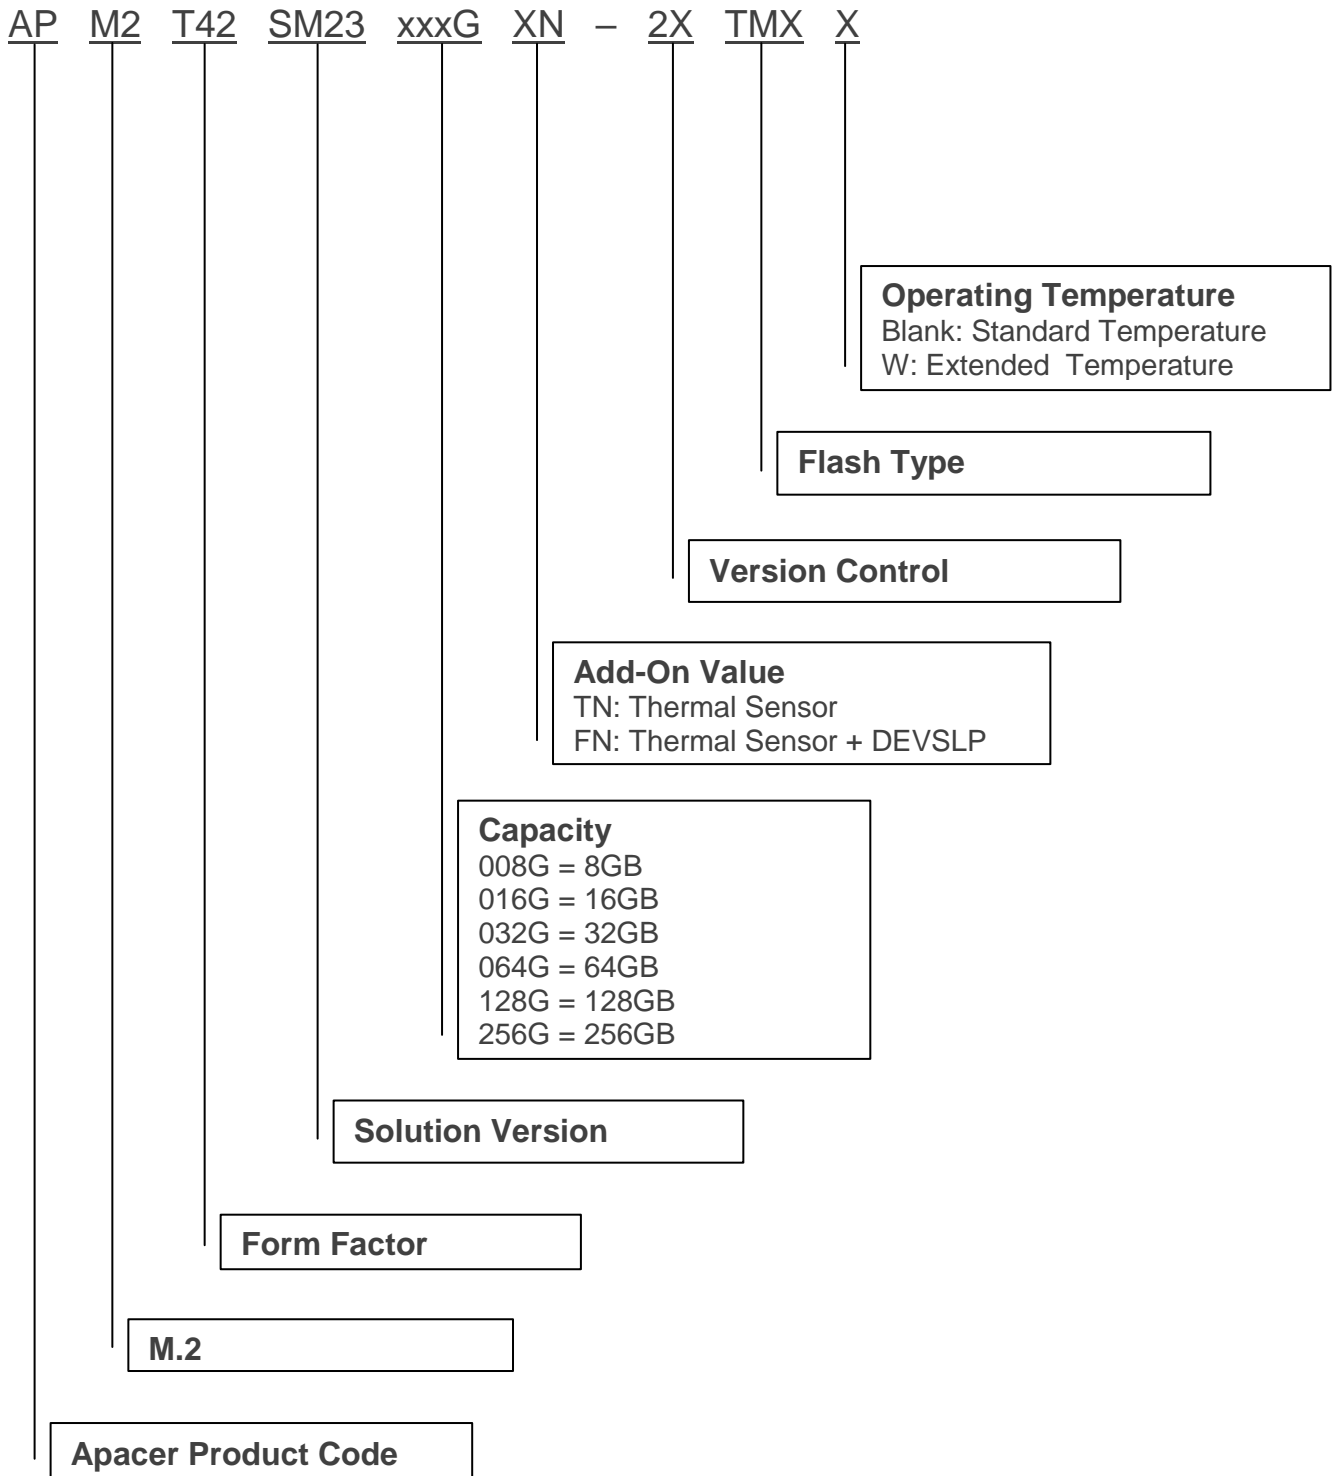 AP M2 T42 SM23 xxxG XN – 2X TMX X
Operating Temperature
Blank: Standard Temperature
W: Extended Temperature
Flash Type
Version Control
Add-On Value
TN: Thermal Sensor
FN: Thermal Sensor + DEVSLP
Capacity
008G = 8GB
016G = 16GB
032G = 32GB
064G = 64GB
128G = 128GB
256G = 256GB
Solution Version
Form Factor
M.2
Apacer Product Code